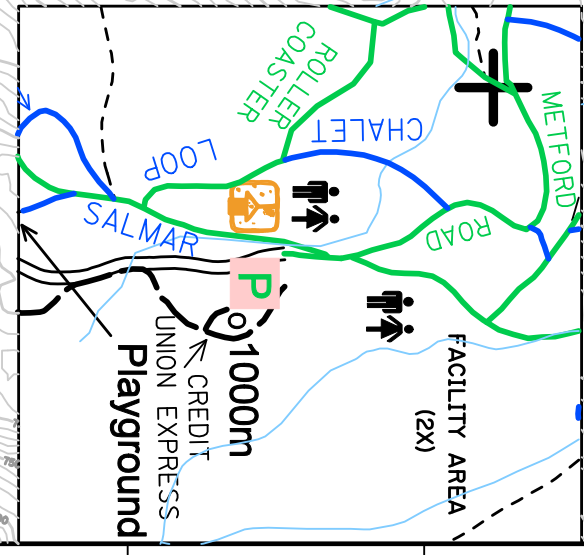 ROLLER
COASTER
CHALET
LOOP
METFORD
SALMAR
ROAD
P
1000m
CREDIT
UNION EXPRESS
Playground
FACILITY AREA
(2X)